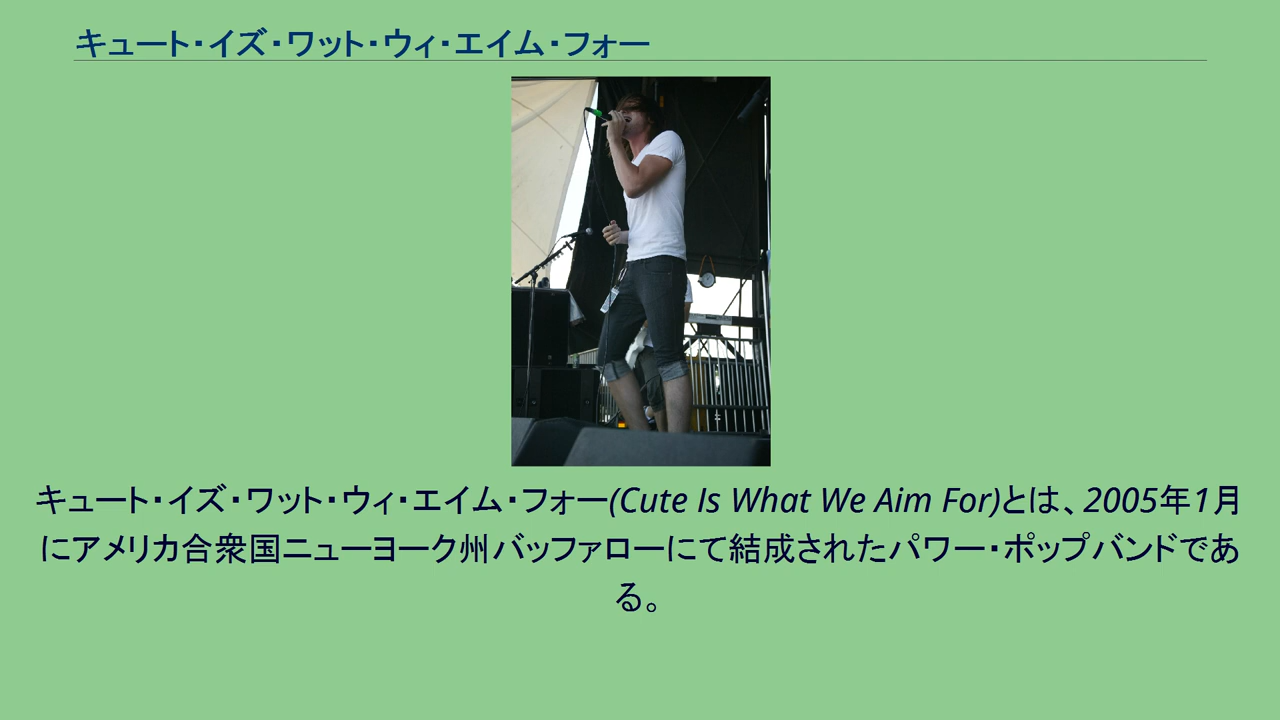 キュート・イズ・ワット・ウィ・エイム・フォー
キュート・イズ・ワット・ウィ・エイム・フォー(Cute Is What We Aim For)とは、2005年1月
にアメリカ合衆国ニューヨーク州バッファローにて結成されたパワー・ポップバンドであ
る。